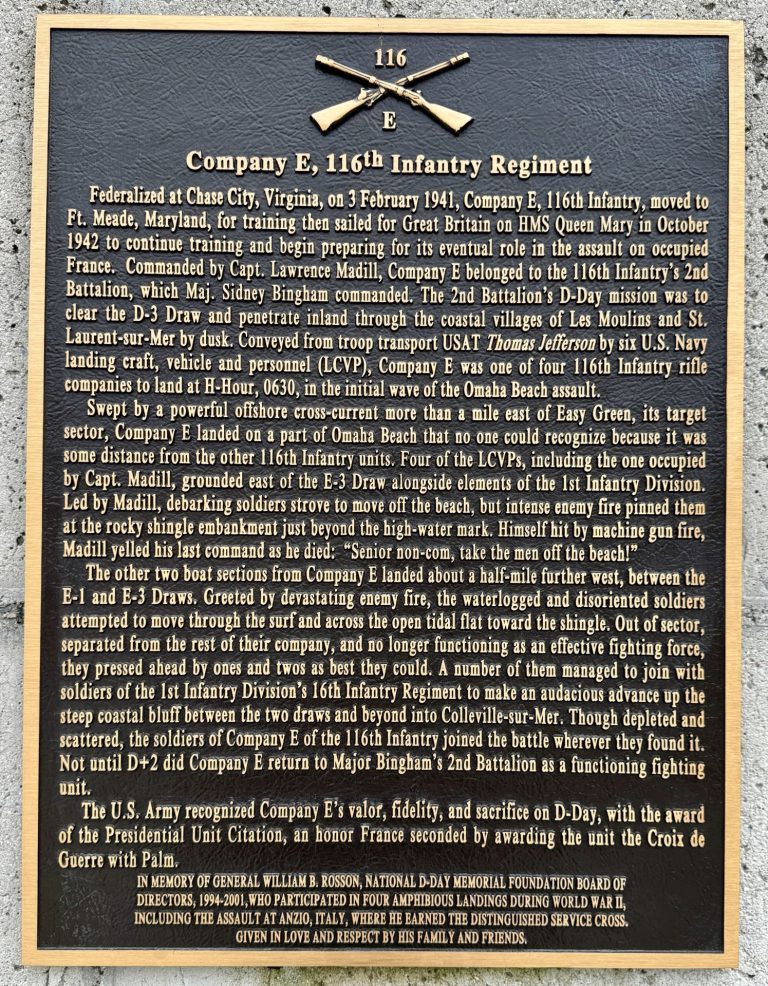 116
E
Company E, 116th Infantry Regiment
Federalized at Chase City, Virginia, on 3 February 1941, Company E, 116th Infantry, moved to
Ft. Meade, Maryland, for training then sailed for Great Britain on HMS Queen Mary in October
1942 to continue training and begin preparing for its eventual role in the assault on occupied
France. Commanded by Capt. Lawrence Madill, Company E belonged to the 116th Infantry's 2nd
Battalion, which Maj. Sidney Bingham commanded. The 2nd Battalion's D-Day mission was to
clear the D-3 Draw and penetrate inland through the coastal villages of Les Moulins and St.
Laurent-sur-Mer by dusk. Conveyed from troop transport USAT Thomas Jefferson by six U.S. Navy
landing craft, vehicle and personnel (LCVP), Company E was one of four 116th Infantry rifle
companies to land at H-Hour, 0630, in the initial wave of the Omaha Beach assault.
Swept by a powerful offshore cross-current more than a mile east of Easy Green, its target
sector, Company E landed on a part of Omaha Beach that no one could recognize because it was
some distance from the other 116th Infantry units. Four of the LCVPs, including the one occupied
by Capt. Madill, grounded east of the E-3 Draw alongside elements of the 1st Infantry Division.
Led by Madill, debarking soldiers strove to move off the beach, but intense enemy fire pinned them
at the rocky shingle embankment just beyond the high-water mark. Himself hit by machine gun fire,
Madill yelled his last command as he died: "Senior non-com, take the men off the beach!"
The other two boat sections from Company E landed about a half-mile further west, between the
E-1 and E-3 Draws. Greeted by devastating enemy fire, the waterlogged and disoriented soldiers
attempted to move through the surf and across the open tidal flat toward the shingle. Out of sector,
separated from the rest of their company, and no longer functioning as an effective fighting force,
they pressed ahead by ones and twos as best they could. A number of them managed to join with
soldiers of the 1st Infantry Division's 16th Infantry Regiment to make an audacious advance up the
steep coastal bluff between the two draws and beyond into Colleville-sur-Mer. Though depleted and
scattered, the soldiers of Company E of the 116th Infantry joined the battle wherever they found it.
Not until D+2 did Company E return to Major Bingham's 2nd Battalion as a functioning fighting
unit.
The U.S. Army recognized Company E's valor, fidelity, and sacrifice on D-Day, with the award
of the Presidential Unit Citation, an honor France seconded by awarding the unit the Croix de
Guerre with Palm.
IN MEMORY OF GENERAL WILLIAM B. ROSSON, NATIONAL D-DAY MEMORIAL FOUNDATION BOARD OF
DIRECTORS, 1994-2001, WHO PARTICIPATED IN FOUR AMPHIBIOUS LANDINGS DURING WORLD WAR II,
INCLUDING THE ASSAULT AT ANZIO, ITALY, WHERE HE EARNED THE DISTINGUISHED SERVICE CROSS.
GIVEN IN LOVE AND RESPECT BY HIS FAMILY AND FRIENDS.